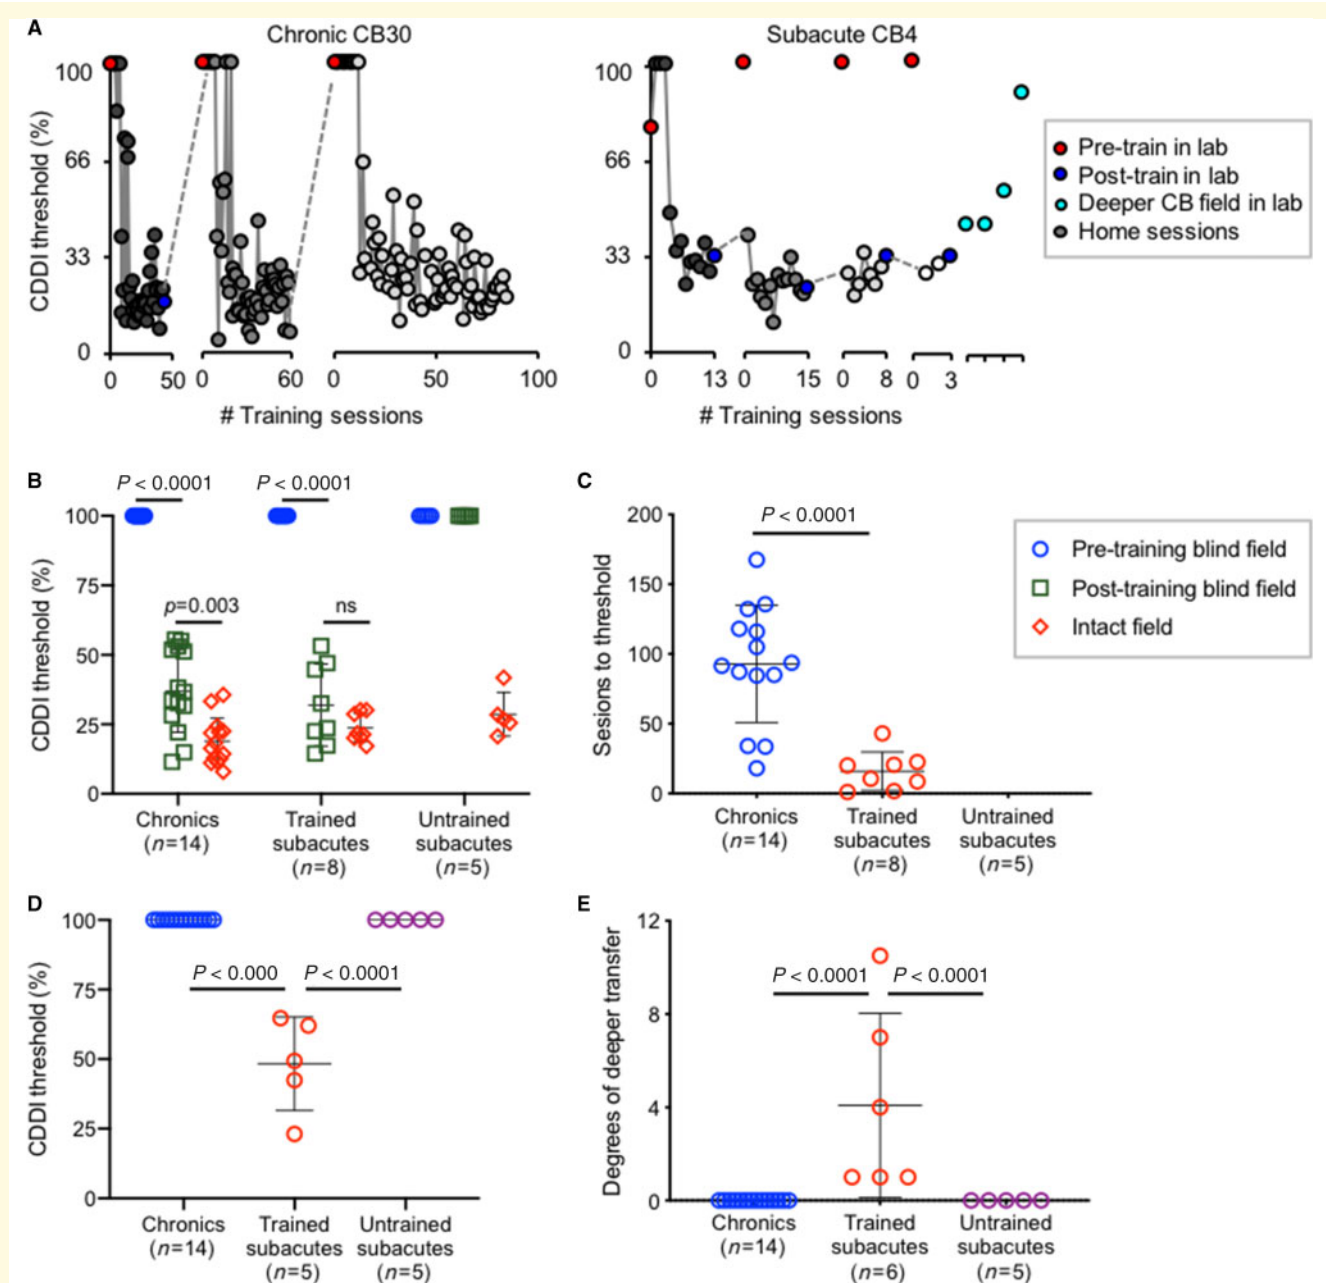 A
Chronic CB30
Subacute CB4
CDDI threshold (%)
100
66
33
0
0 50 0 60 0 50 100
# Training sessions
100
66
33
0
0 13 0 15 0 8 0 3
# Training sessions
Pre-train in lab
Post-train in lab
Deeper CB field in lab
Home sessions
B
P < 0.0001
P < 0.0001
CDDI threshold (%)
100
75
50
25
0
p=0.003
ns
Chronics
(n=14)
Trained
subacutes
(n=8)
Untrained
subacutes
(n=5)
C
P < 0.0001
Sesions to threshold
200
150
100
50
0
Chronics
(n=14)
Trained
subacutes
(n=8)
Untrained
subacutes
(n=5)
Pre-training blind field
Post-training blind field
Intact field
D
CDDI threshold (%)
100
75
50
25
0
P < 0.000
P < 0.0001
Chronics
(n=14)
Trained
subacutes
(n=5)
Untrained
subacutes
(n=5)
E
Degrees of deeper transfer
12
8
4
0
P < 0.0001
P < 0.0001
Chronics
(n=14)
Trained
subacutes
(n=6)
Untrained
subacutes
(n=5)